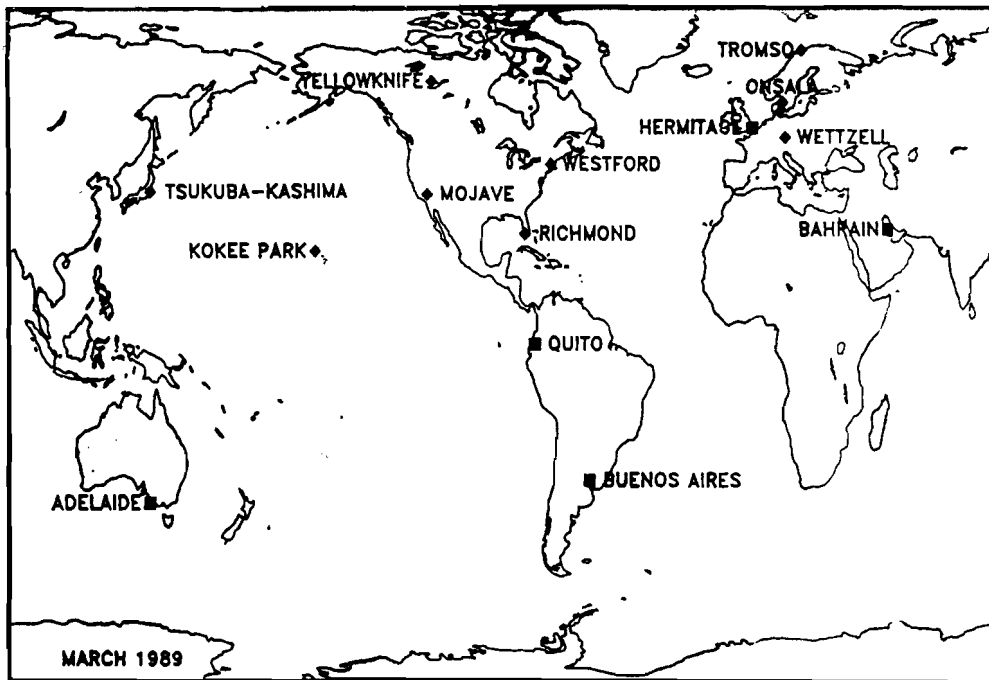 TROMSO
YELLOWKNIFE
ONSALA
HERMITAGE
WETTZELL
WESTFORD
TSUKUBA-KASHIMA
MOJAVE
RICHMOND
BAHRAIN
KOKEE PARK
QUITO
BUENOS AIRES
ADELAIDE
MARCH 1989